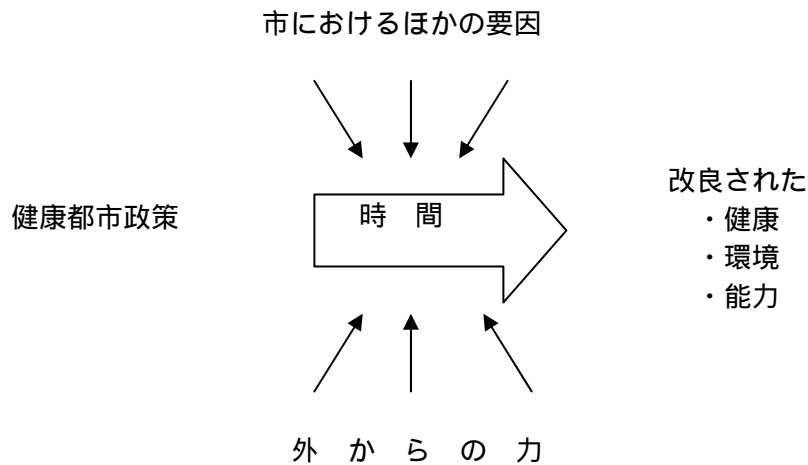 市におけるほかの要因
健康都市政策
時　間
改良された
・健康
・環境
・能力
外　か　ら　の　力